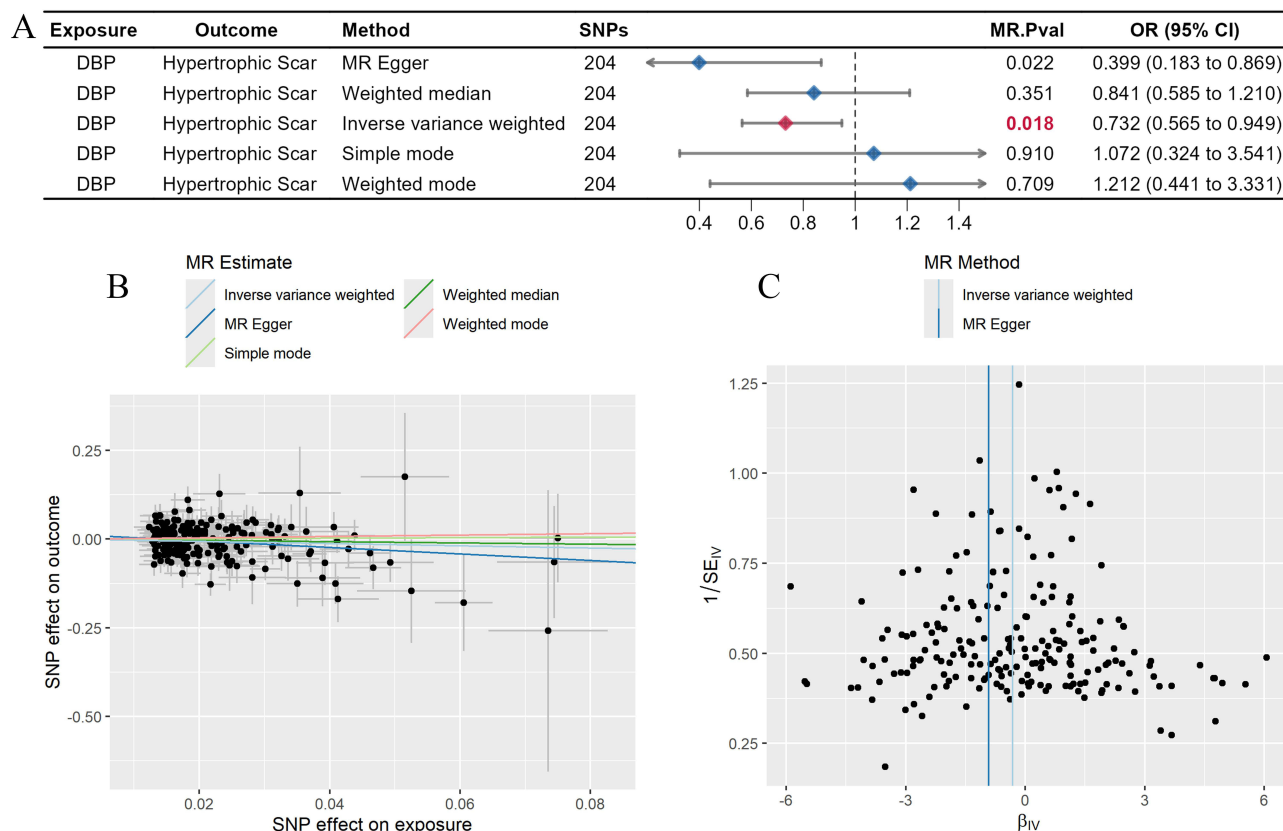 A
Exposure Outcome Method SNPs MR.Pval OR (95% CI)
DBP Hypertrophic Scar MR Egger 204 0.022 0.399 (0.183 to 0.869)
DBP Hypertrophic Scar Weighted median 204 0.351 0.841 (0.585 to 1.210)
DBP Hypertrophic Scar Inverse variance weighted 204 0.018 0.732 (0.565 to 0.949)
DBP Hypertrophic Scar Simple mode 204 0.910 1.072 (0.324 to 3.541)
DBP Hypertrophic Scar Weighted mode 204 0.709 1.212 (0.441 to 3.331)
0.4 0.6 0.8 1 1.2 1.4
B
MR Estimate
Inverse variance weighted Weighted median
MR Egger Weighted mode
Simple mode
SNP effect on outcome
0.25
0.00
-0.25
-0.50
0.02 0.04 0.06 0.08
SNP effect on exposure
C
MR Method
Inverse variance weighted
MR Egger
1/SE_IV
1.25
1.00
0.75
0.50
0.25
-6 -3 0 3 6
β_IV